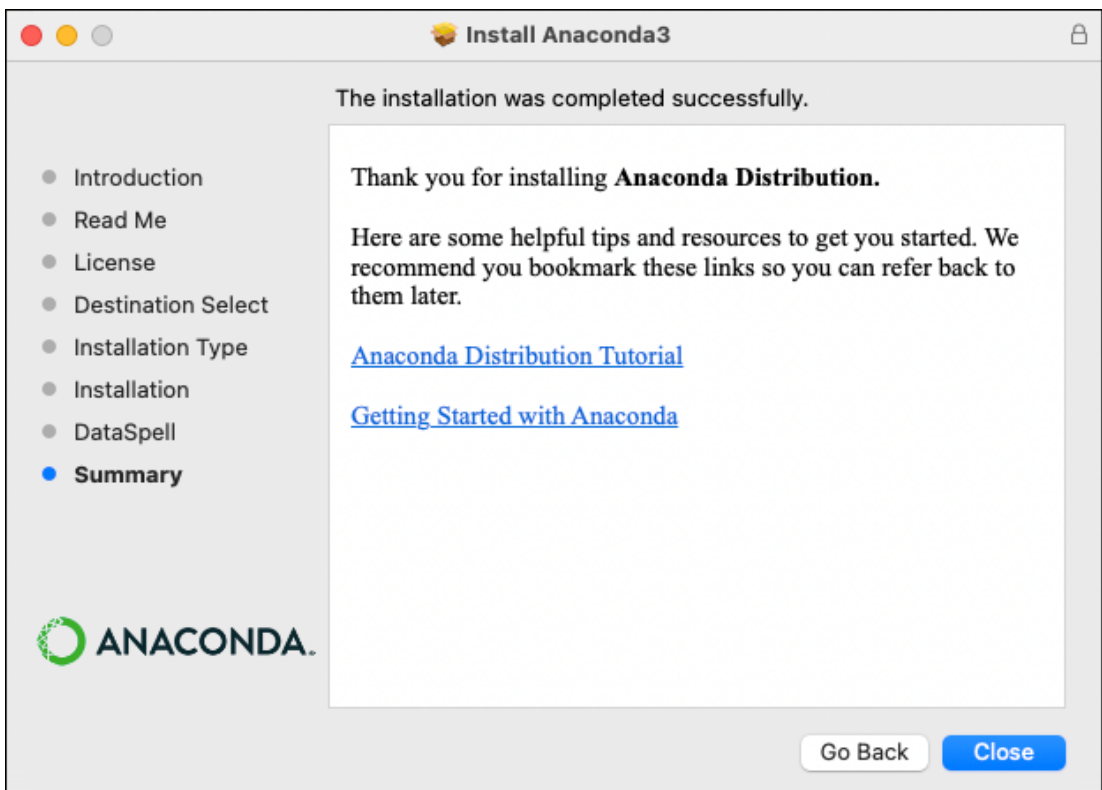 Install Anaconda3
The installation was completed successfully.
Introduction
Read Me
License
Destination Select
Installation Type
Installation
DataSpell
Summary
ANACONDA.
Thank you for installing Anaconda Distribution.
Here are some helpful tips and resources to get you started. We
recommend you bookmark these links so you can refer back to
them later.
Anaconda Distribution Tutorial
Getting Started with Anaconda
Go Back
Close